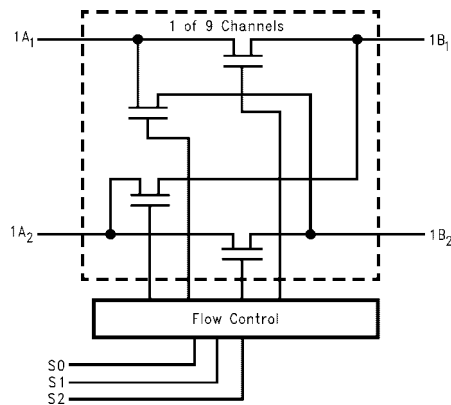 1 of 9 Channels
1A1
1B1
1A2
1B2
Flow Control
S0
S1
S2